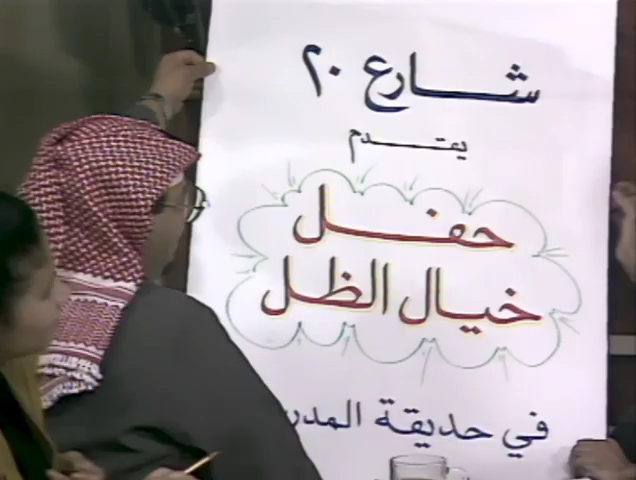 شارع ٢٠
يقدم
حفل
خيال الظل
في حديقة